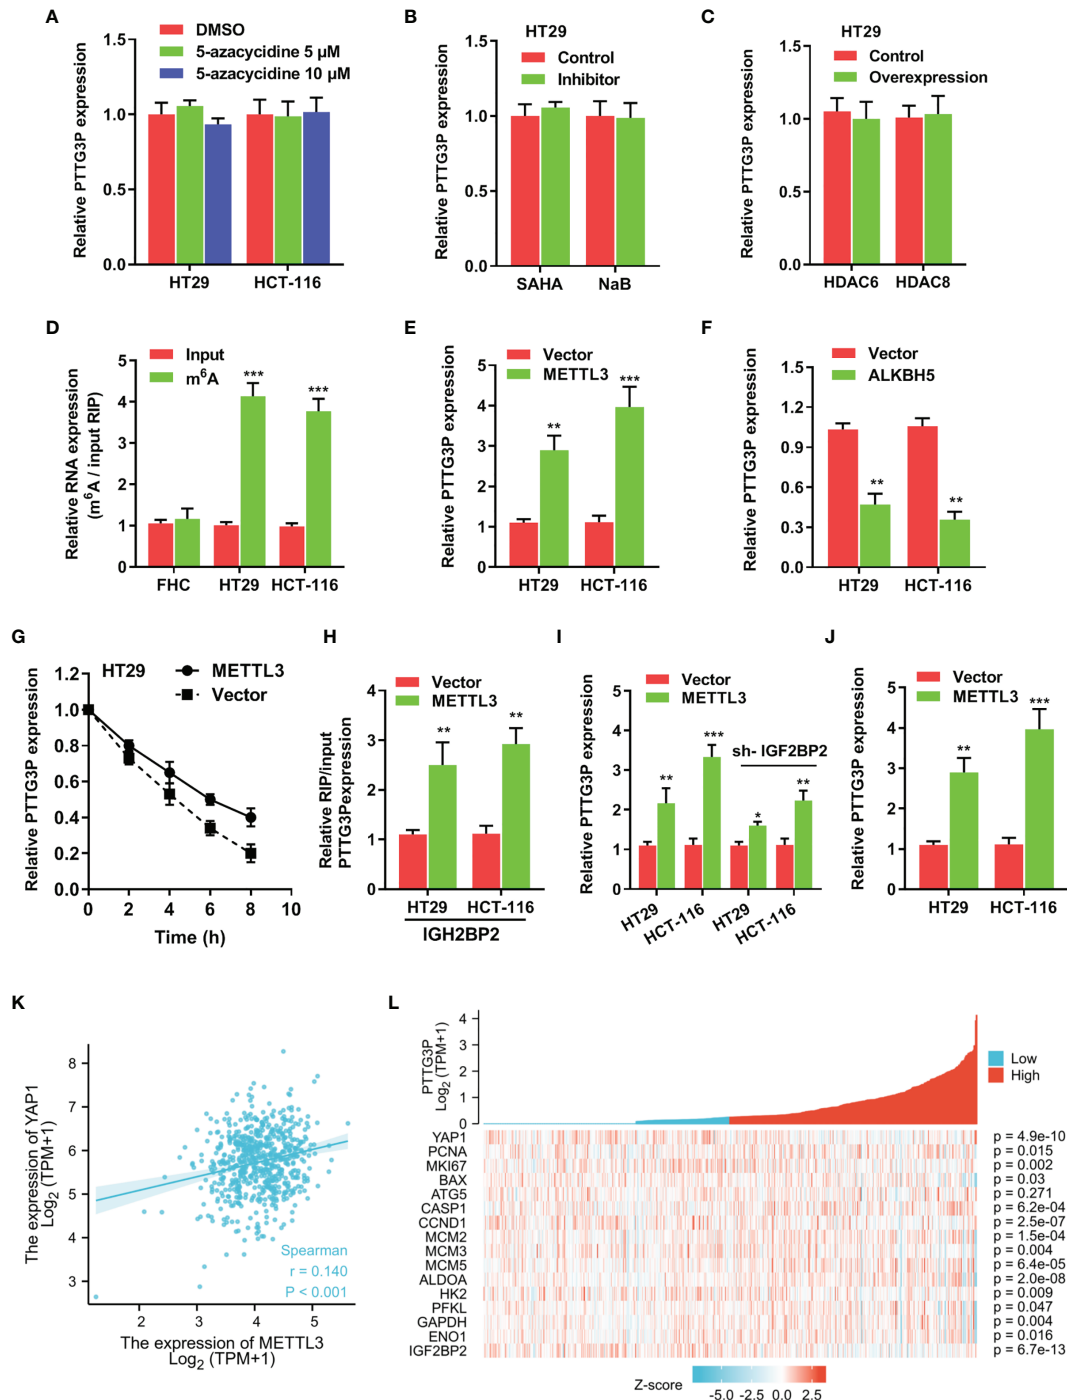 A
DMSO
5-azacycidine 5 μM
5-azacycidine 10 μM
Relative PTTG3P expression
1.5
1.0
0.5
0.0
HT29
HCT-116
B
HT29
Control
Inhibitor
Relative PTTG3P expression
1.5
1.0
0.5
0.0
SAHA
NaB
C
HT29
Control
Overexpression
Relative PTTG3P expression
1.5
1.0
0.5
0.0
HDAC6
HDAC8
D
Input
m6A
Relative RNA expression
(m6A / input RIP)
5
4
3
2
1
0
***
***
FHC
HT29
HCT-116
E
Vector
METTL3
Relative PTTG3P expression
5
4
3
2
1
0
**
***
HT29
HCT-116
F
Vector
ALKBH5
Relative PTTG3P expression
1.5
1.2
0.9
0.6
0.3
0.0
**
**
HT29
HCT-116
G
HT29
METTL3
Vector
Relative PTTG3P expression
1.2
1.0
0.8
0.6
0.4
0.2
0.0
0
2
4
6
8
10
Time (h)
H
Vector
METTL3
Relative RIP/input
PTTG3Pexpression
4
3
2
1
0
**
**
HT29
HCT-116
IGH2BP2
I
Vector
METTL3
Relative PTTG3P expression
5
4
3
2
1
0
sh- IGF2BP2
**
***
*
**
HT29
HCT-116
HT29
HCT-116
J
Vector
METTL3
Relative PTTG3P expression
5
4
3
2
1
0
**
***
HT29
HCT-116
K
The expression of YAP1
Log2 (TPM+1)
8
7
6
5
4
3
Spearman
r = 0.140
P < 0.001
2
3
4
5
The expression of METTL3
Log2 (TPM+1)
L
PTTG3P
Log2 (TPM+1)
4
3
2
1
0
Low
High
YAP1 p = 4.9e-10
PCNA p = 0.015
MKI67 p = 0.002
BAX p = 0.03
ATG5 p = 0.271
CASP1 p = 6.2e-04
CCND1 p = 2.5e-07
MCM2 p = 1.5e-04
MCM3 p = 0.004
MCM5 p = 6.4e-05
ALDOA p = 2.0e-08
HK2 p = 0.009
PFKL p = 0.047
GAPDH p = 0.004
ENO1 p = 0.016
IGF2BP2 p = 6.7e-13
Z-score
-5.0 -2.5 0.0 2.5